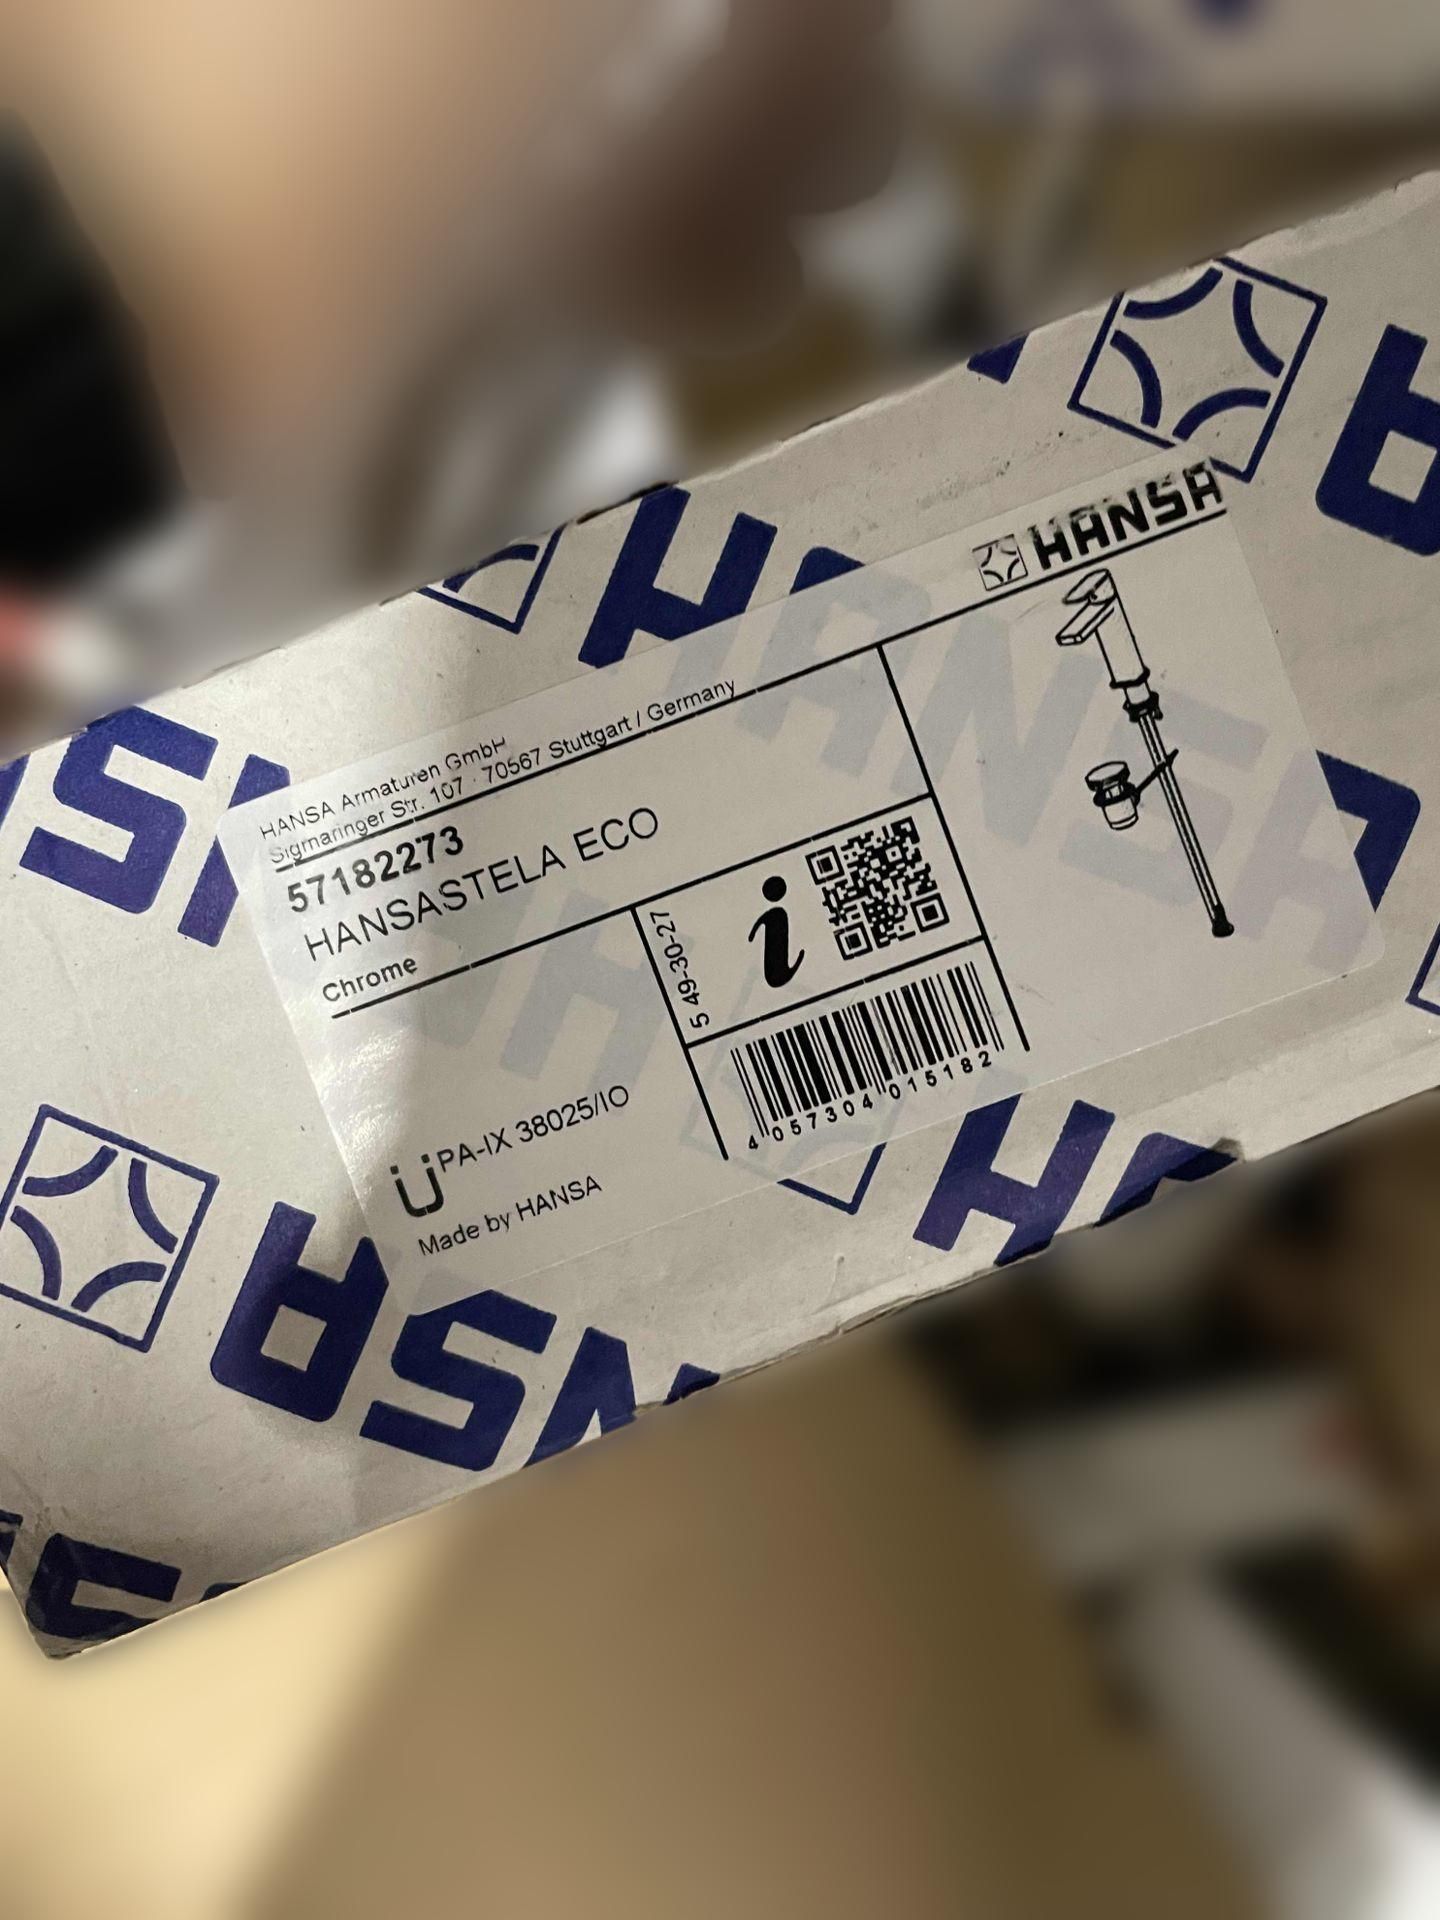 HANSA
HANSA Armaturen GmbH
Sigmaringer Str. 107 · 70567 Stuttgart / Germany
57182273
HANSASTELA ECO
Chrome
5 49-30-27
i
4 057304 015182
ÜPA-IX 38025/IO
Made by HANSA